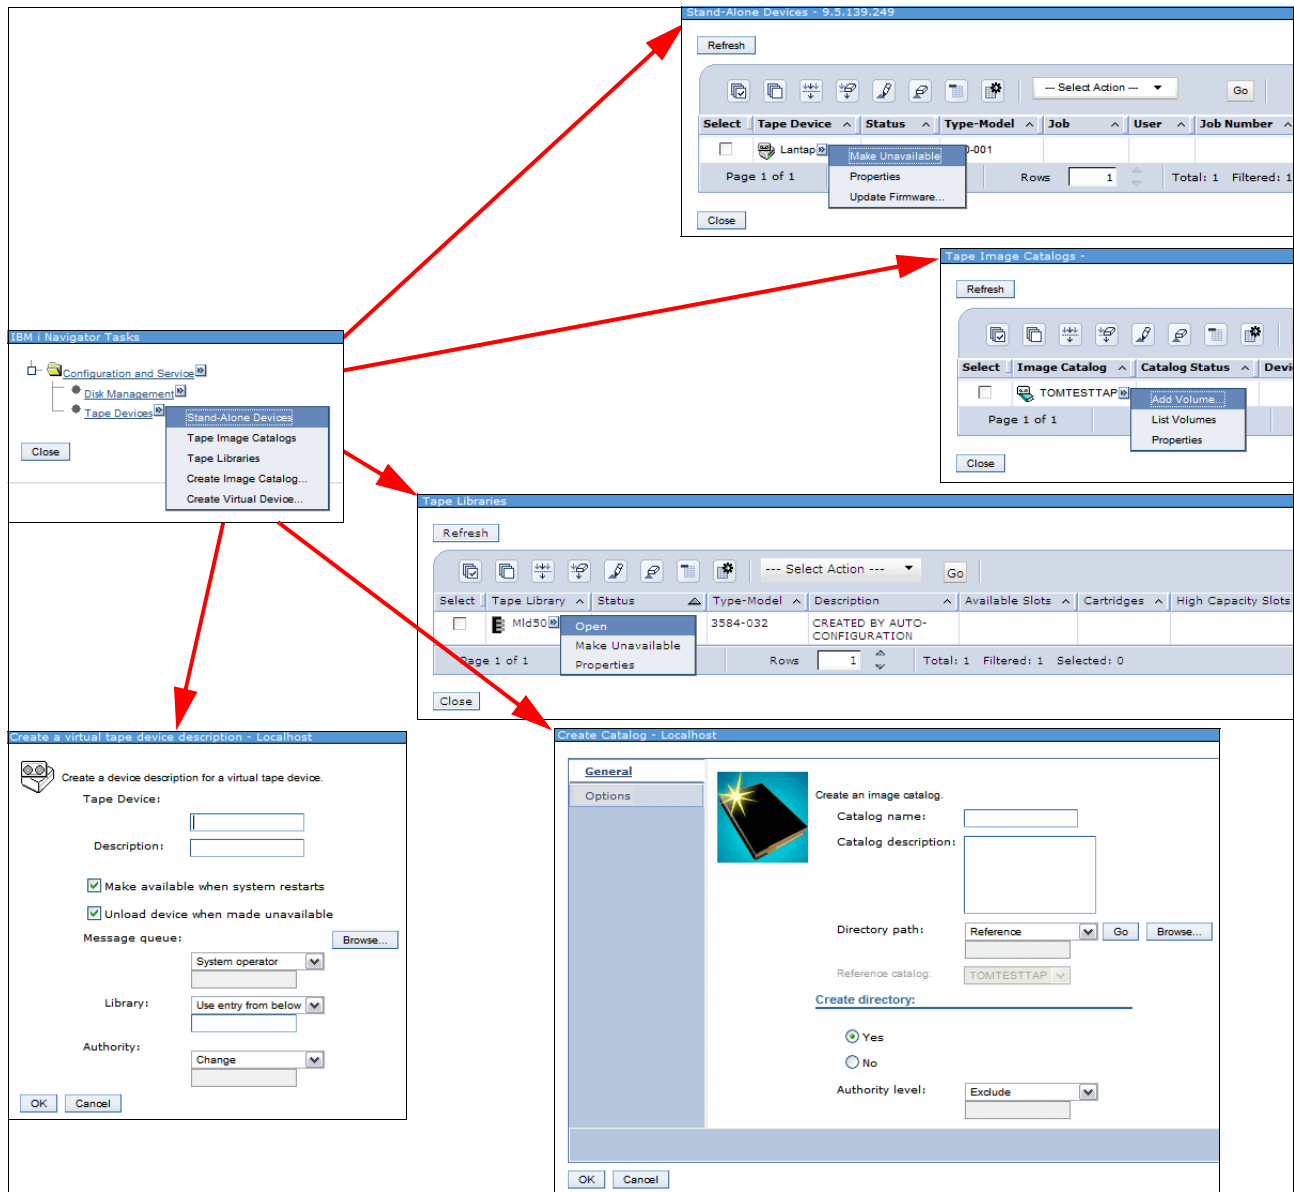 Stand-Alone Devices - 9.5.139.249
Refresh
--- Select Action --- Go
Select Tape Device Status Type-Model Job User Job Number
Lantap 0-001
Make Unavailable
Properties
Update Firmware...
Page 1 of 1 Rows 1 Total: 1 Filtered: 1
Close
Tape Image Catalogs -
Refresh
Select Image Catalog Catalog Status Devi
TOMTESTTAP
Add Volume...
List Volumes
Properties
Page 1 of 1
Close
IBM i Navigator Tasks
Configuration and Service
Disk Management
Tape Devices
Stand-Alone Devices
Tape Image Catalogs
Tape Libraries
Create Image Catalog...
Create Virtual Device...
Close
Tape Libraries
Refresh
--- Select Action --- Go
Select Tape Library Status Type-Model Description Available Slots Cartridges High Capacity Slots
Mld50 3584-032 CREATED BY AUTO-
CONFIGURATION
Open
Make Unavailable
Properties
Page 1 of 1 Rows 1 Total: 1 Filtered: 1 Selected: 0
Close
Create a virtual tape device description - Localhost
Create a device description for a virtual tape device.
Tape Device:
Description:
Make available when system restarts
Unload device when made unavailable
Message queue:
Browse...
System operator
Library: Use entry from below
Authority:
Change
OK Cancel
Create Catalog - Localhost
General
Options
Create an image catalog.
Catalog name:
Catalog description:
Directory path: Reference Go Browse...
Reference catalog: TOMTESTTAP
Create directory:
Yes
No
Authority level: Exclude
OK Cancel